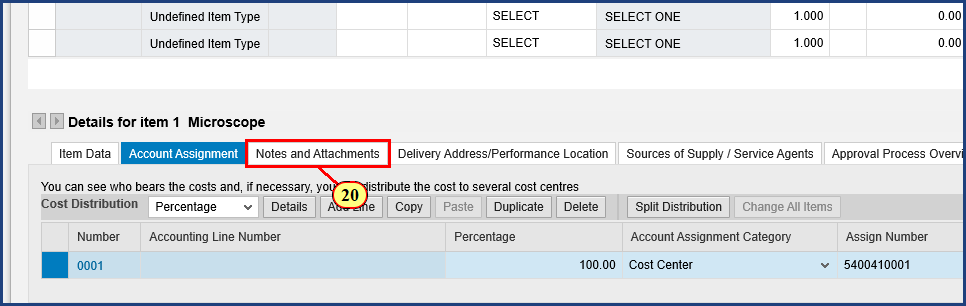 Undefined Item Type SELECT SELECT ONE 1.000 0.00
Undefined Item Type SELECT SELECT ONE 1.000 0.00
Details for item 1 Microscope
Item Data Account Assignment Notes and Attachments Delivery Address/Performance Location Sources of Supply / Service Agents Approval Process Overvi
You can see who bears the costs and, if necessary, you distribute the cost to several cost centres
20
Cost Distribution Percentage Details Add Line Copy Paste Duplicate Delete Split Distribution Change All Items
Number Accounting Line Number Percentage Account Assignment Category Assign Number
0001 100.00 Cost Center 5400410001